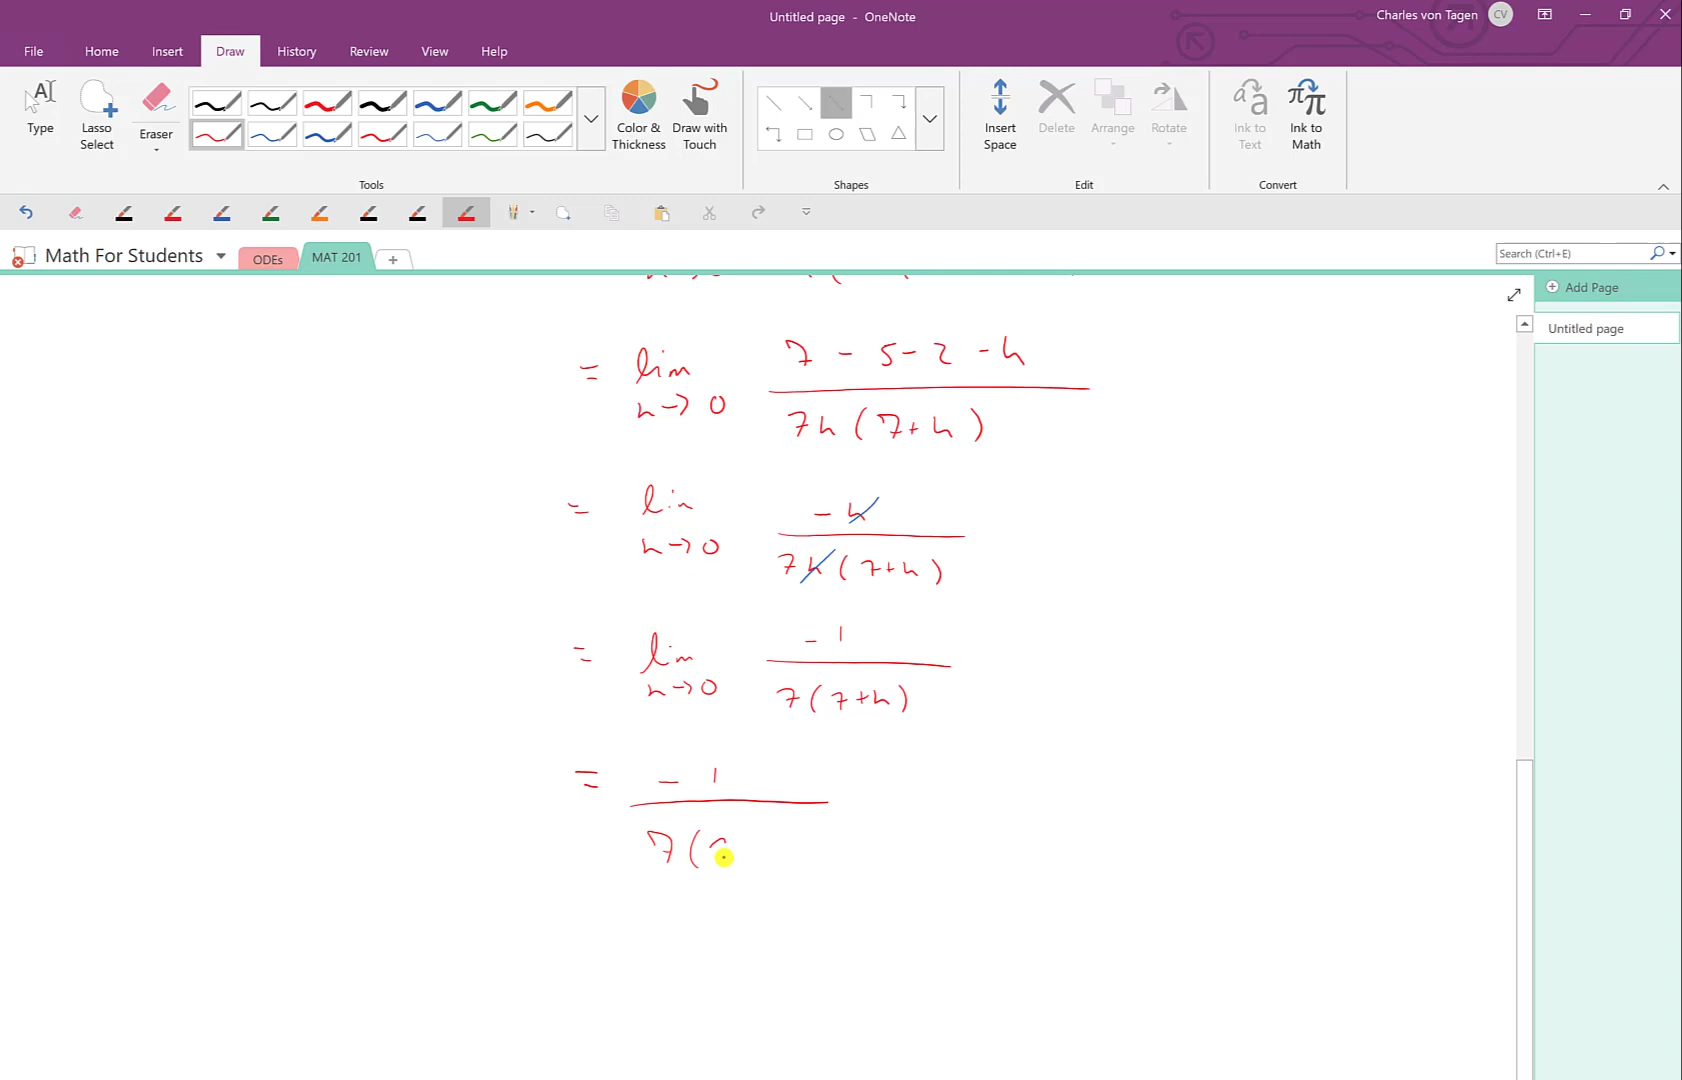 Untitled page - OneNote
Charles von Tagen CV
File Home Insert Draw History Review View Help
Type
Lasso Select
Eraser
Color & Thickness
Draw with Touch
Insert Space
Delete
Arrange
Rotate
Ink to Text
Ink to Math
Tools Shapes Edit Convert
Math For Students ODEs MAT 201
Search (Ctrl+E)
Add Page
Untitled page
= lim h→0 (7 - 5 - 2 - h) / (7h(7+h))
= lim h→0 (-h) / (7h(7+h))
= lim h→0 (-1) / (7(7+h))
= -1 / 7(